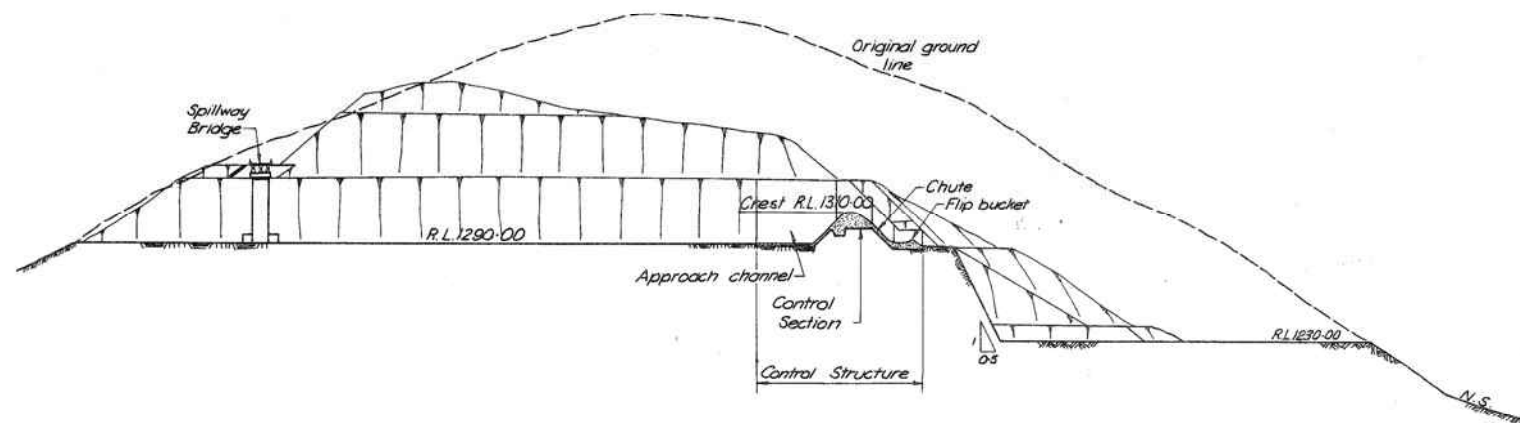 Original ground
line
Spillway
Bridge
Chute
Crest R.L.1310·00
Flip bucket
R.L.1290·00
Approach channel
Control
Section
R.L.1230·00
1
0·5
Control Structure
N.S.